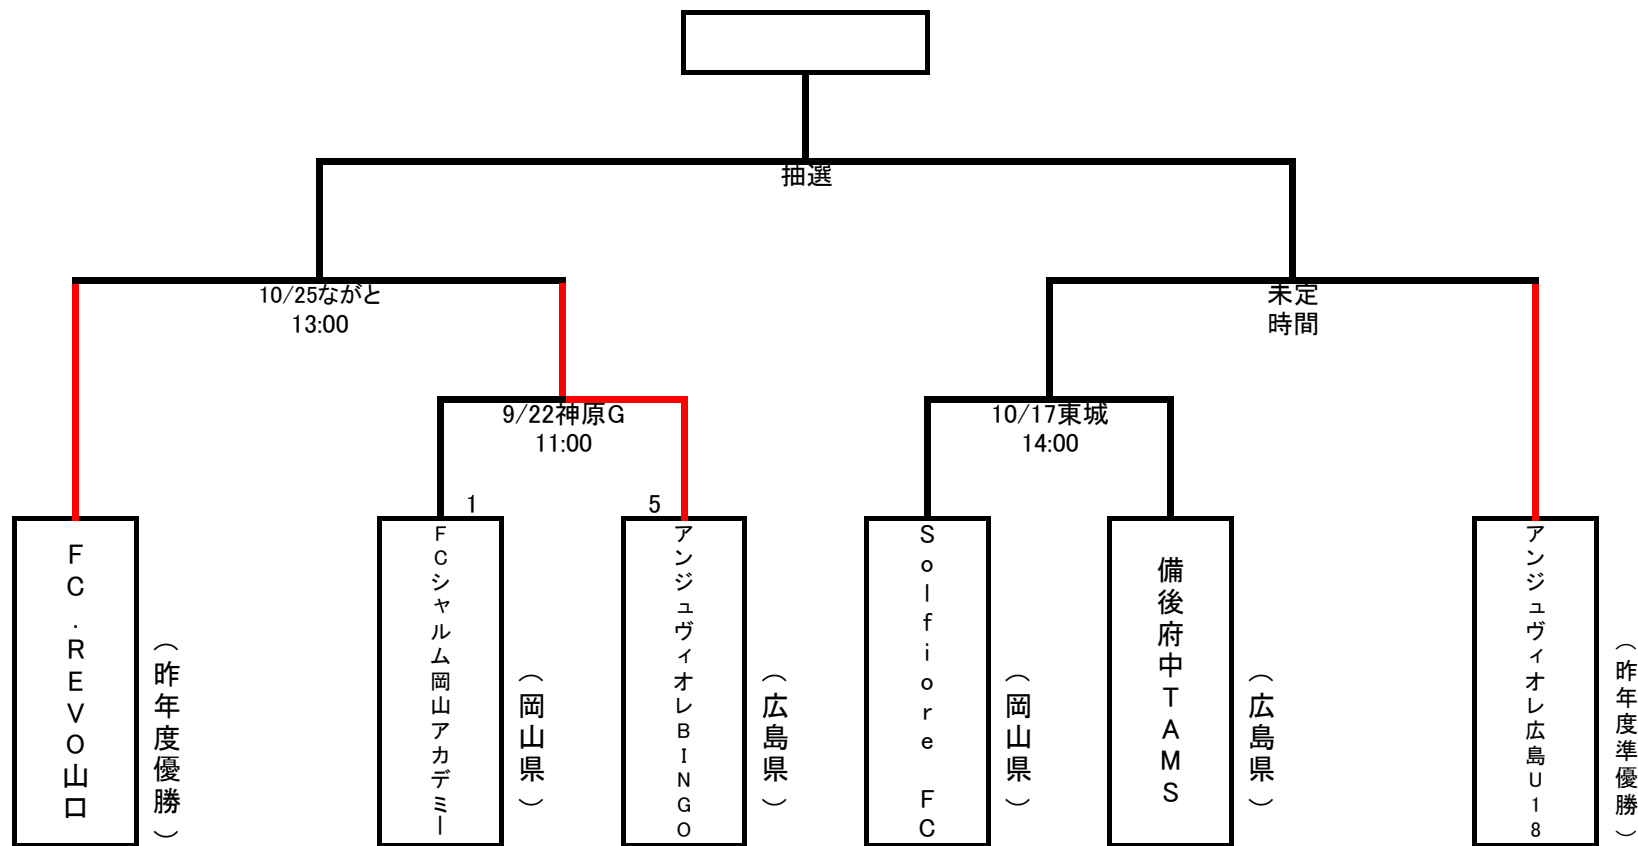 抽選
10/25ながと
13:00
未定
時間
9/22神原G
11:00
10/17東城
14:00
1
5
FC.REVO山口
（昨年度優勝）
FCシャルム岡山アカデミー
（岡山県）
アンジュヴィオレBINGO
（広島県）
Solfiore FC
（岡山県）
備後府中TAMS
（広島県）
アンジュヴィオレ広島U18
（昨年度準優勝）